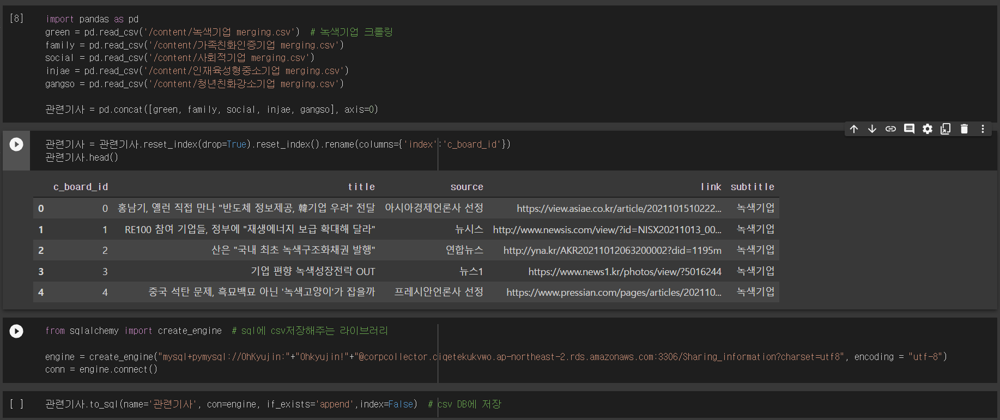 [8] import pandas as pd
green = pd.read_csv('/content/녹색기업 merging.csv')  # 녹색기업 크롤링
family = pd.read_csv('/content/가족친화인증기업 merging.csv')
social = pd.read_csv('/content/사회적기업 merging.csv')
injae = pd.read_csv('/content/인재육성형중소기업 merging.csv')
gangso = pd.read_csv('/content/청년친화강소기업 merging.csv')
관련기사 = pd.concat([green, family, social, injae, gangso], axis=0)
관련기사 = 관련기사.reset_index(drop=True).reset_index().rename(columns={'index':'c_board_id'})
관련기사.head()
c_board_id title source link subtitle
0 0 홍남기, 옐런 직접 만나 "반도체 정보제공, 韓기업 우려" 전달 아시아경제언론사 선정 https://view.asiae.co.kr/article/2021101510222... 녹색기업
1 1 RE100 참여 기업들, 정부에 "재생에너지 보급 확대해 달라" 뉴시스 http://www.newsis.com/view/?id=NISX20211013_00... 녹색기업
2 2 산은 "국내 최초 녹색구조화채권 발행" 연합뉴스 http://yna.kr/AKR20211012063200002?did=1195m 녹색기업
3 3 기업 편향 녹색성장전략 OUT 뉴스1 https://www.news1.kr/photos/view/?5016244 녹색기업
4 4 중국 석탄 문제, 흑묘백묘 아닌 '녹색고양이'가 잡을까 프레시안언론사 선정 https://www.pressian.com/pages/articles/202110... 녹색기업
from sqlalchemy import create_engine  # sql에 csv저장해주는 라이브러리
engine = create_engine("mysql+pymysql://OhKyujin:"+"Ohkyujin!"+"@corpcollector.ciqetekukvwo.ap-northeast-2.rds.amazonaws.com:3306/Sharing_information?charset=utf8", encoding = "utf-8")
conn = engine.connect()
[ ] 관련기사.to_sql(name='관련기사', con=engine, if_exists='append',index=False)  # csv DB에 저장